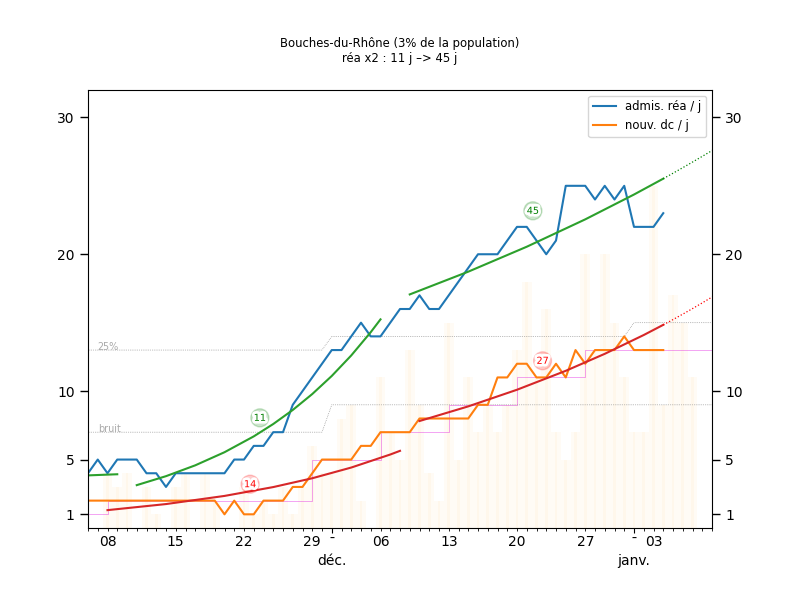 Bouches-du-Rhône (3% de la population)
réa x2 : 11 j –> 45 j
admis. réa / j
nouv. dc / j
30 30
45
20 20
25%
27
11
10 10
bruit
14
5 5
1 1
08 15 22 29 - 06 13 20 27 - 03
déc. janv.